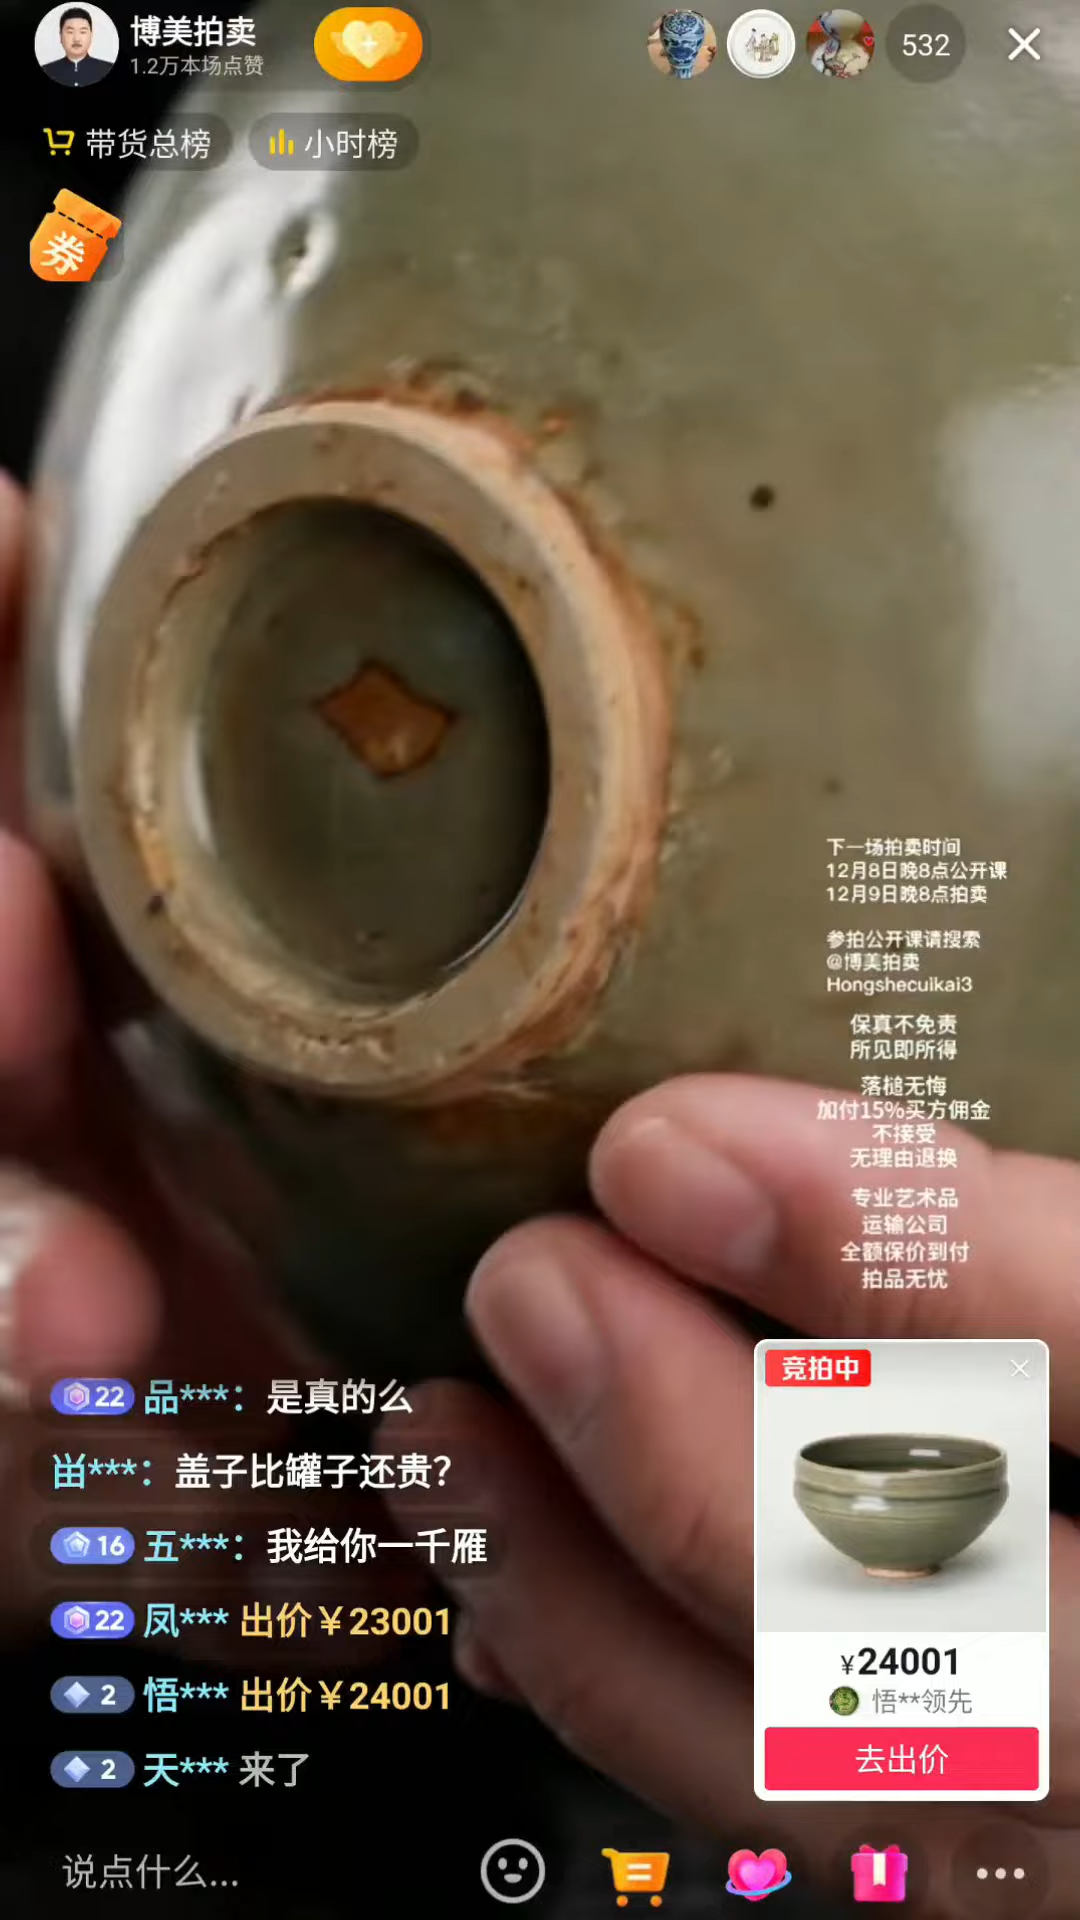 博美拍卖
1.2万本场点赞
532
带货总榜
小时榜
券
下一场拍卖时间
12月8日晚8点公开课
12月9日晚8点拍卖
参拍公开课请搜索
@博美拍卖
Hongshecuikai3
保真不免责
所见即所得
落槌无悔
加付15%买方佣金
不接受
无理由退换
专业艺术品
运输公司
全额保价到付
拍品无忧
22 品***：是真的么
甾***：盖子比罐子还贵？
16 五***：我给你一千雁
22 凤*** 出价￥23001
2 悟*** 出价￥24001
2 天*** 来了
竞拍中
¥24001
悟**领先
去出价
说点什么...